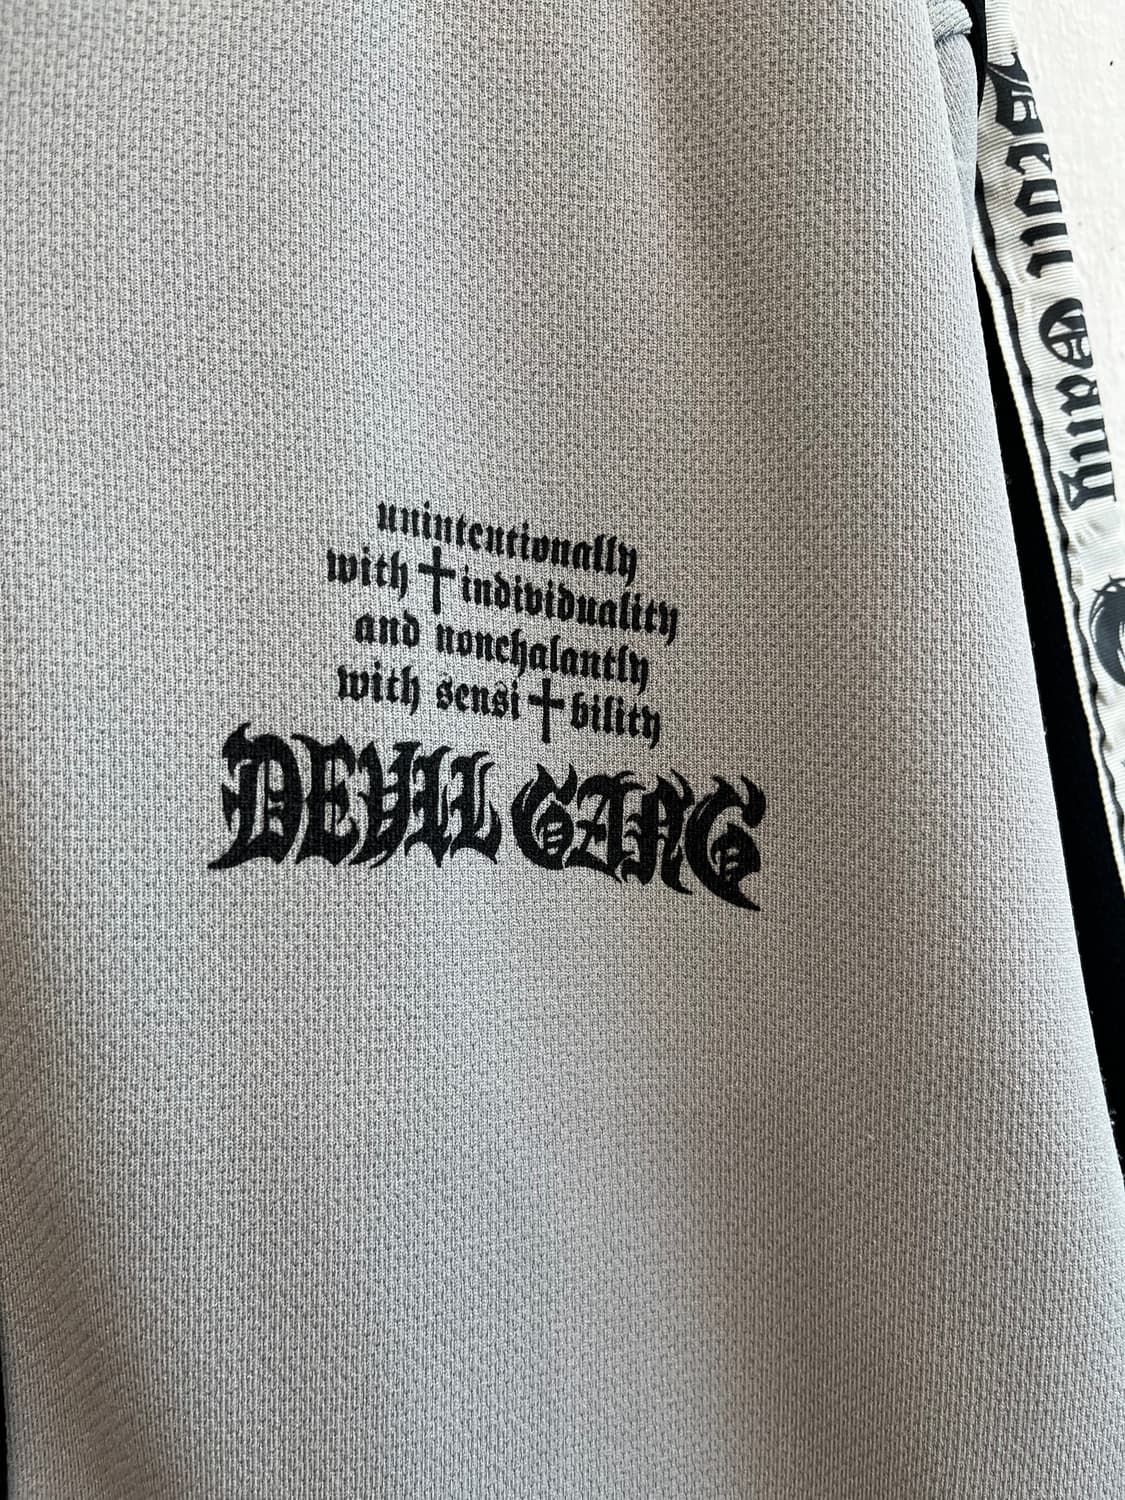 unintentionally
with†individuality
and nonchalantly
with sensi†bility
DEVIL GANG